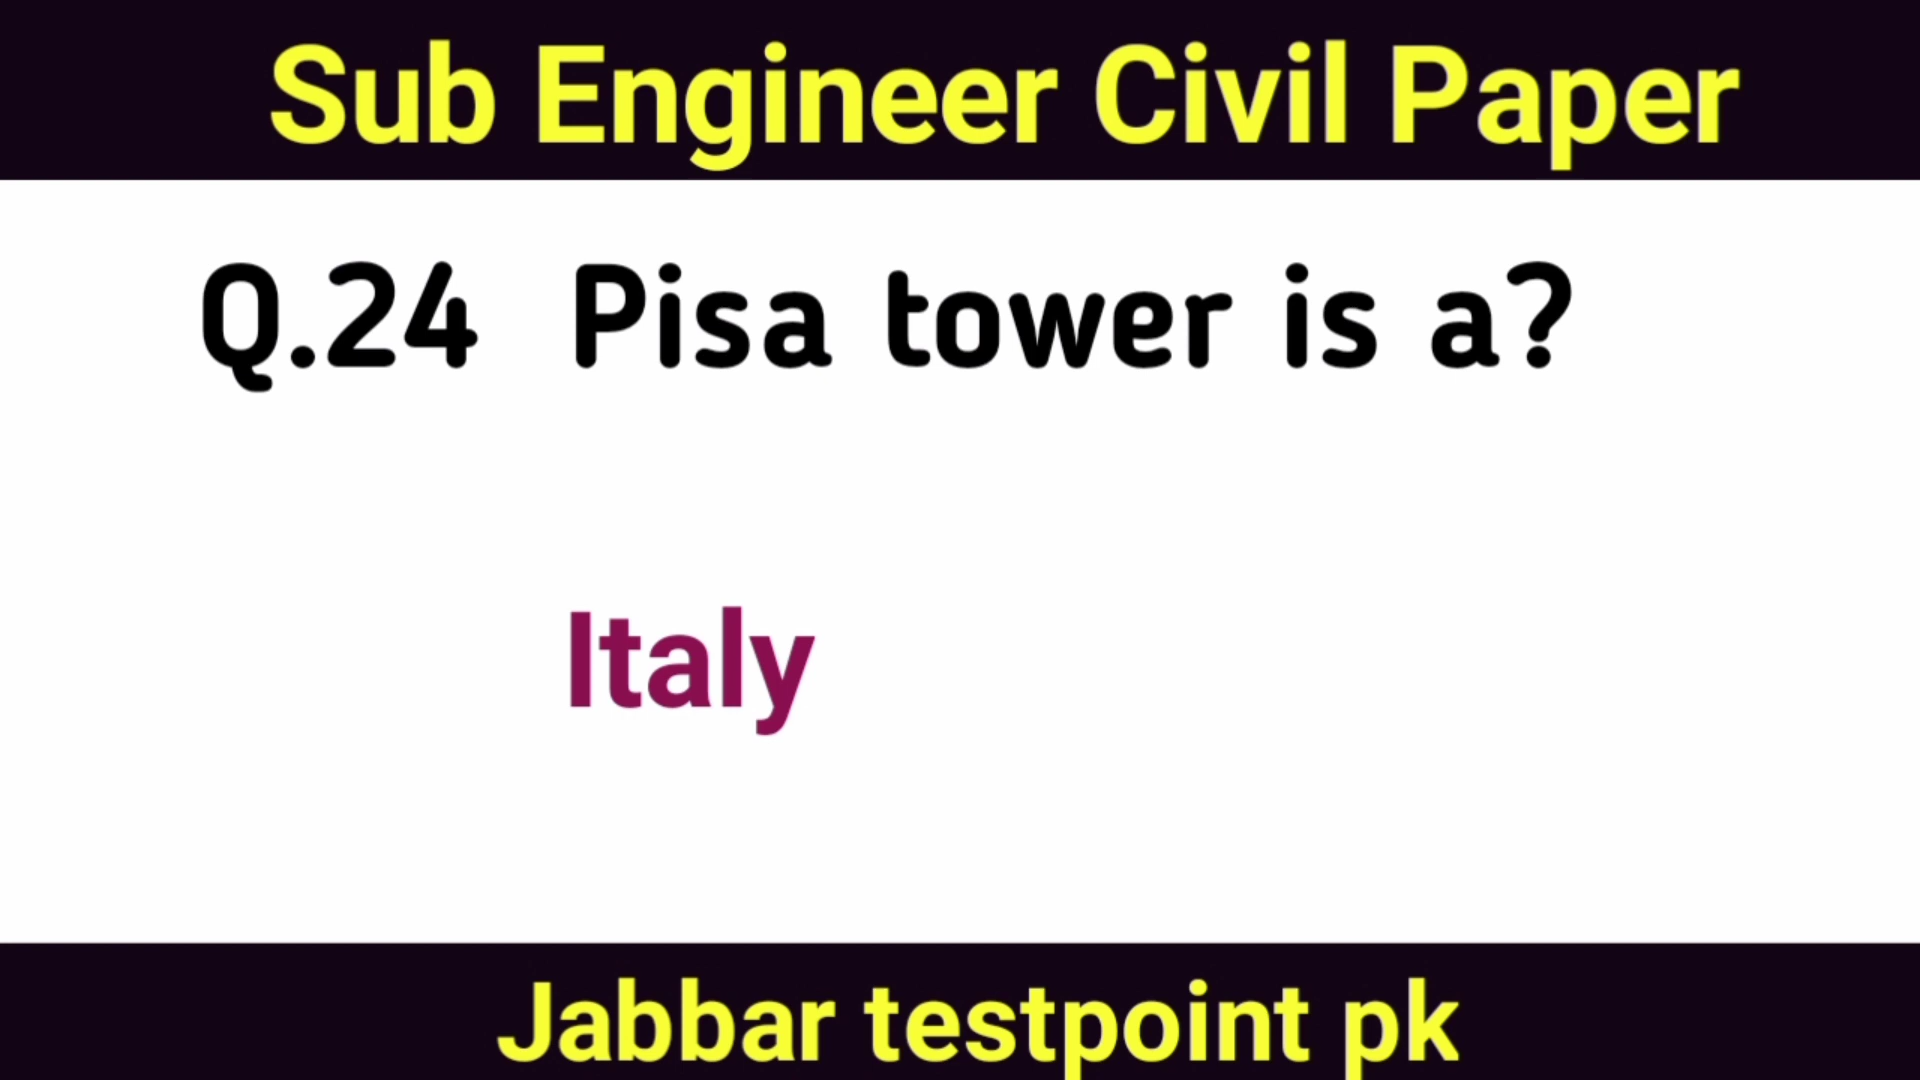 Sub Engineer Civil Paper
Q.24 Pisa tower is a?
Italy
Jabbar testpoint pk